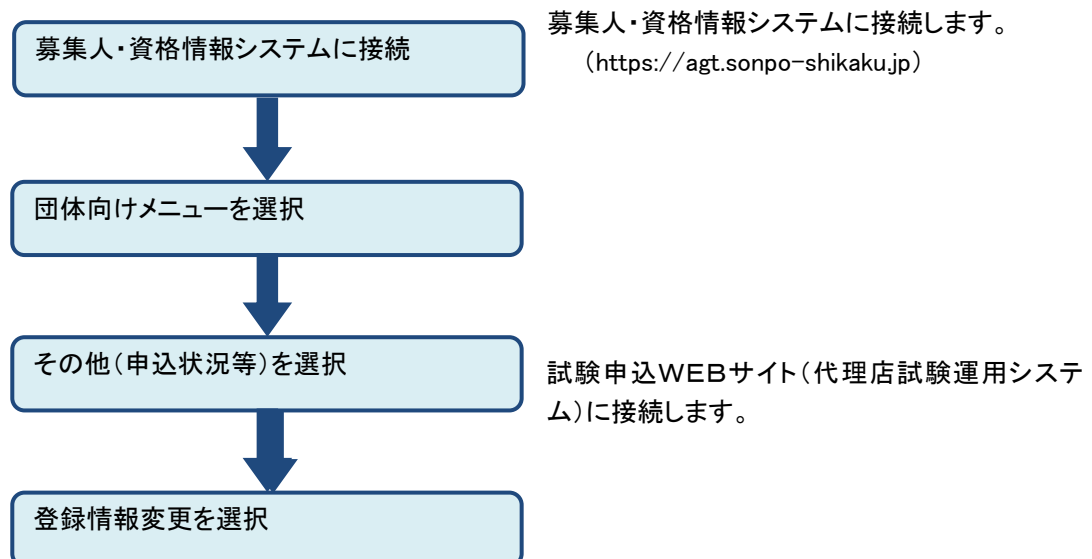 募集人・資格情報システムに接続
募集人・資格情報システムに接続します。
（https://agt.sonpo-shikaku.jp）
団体向けメニューを選択
その他（申込状況等）を選択
試験申込ＷＥＢサイト（代理店試験運用システ
ム）に接続します。
登録情報変更を選択